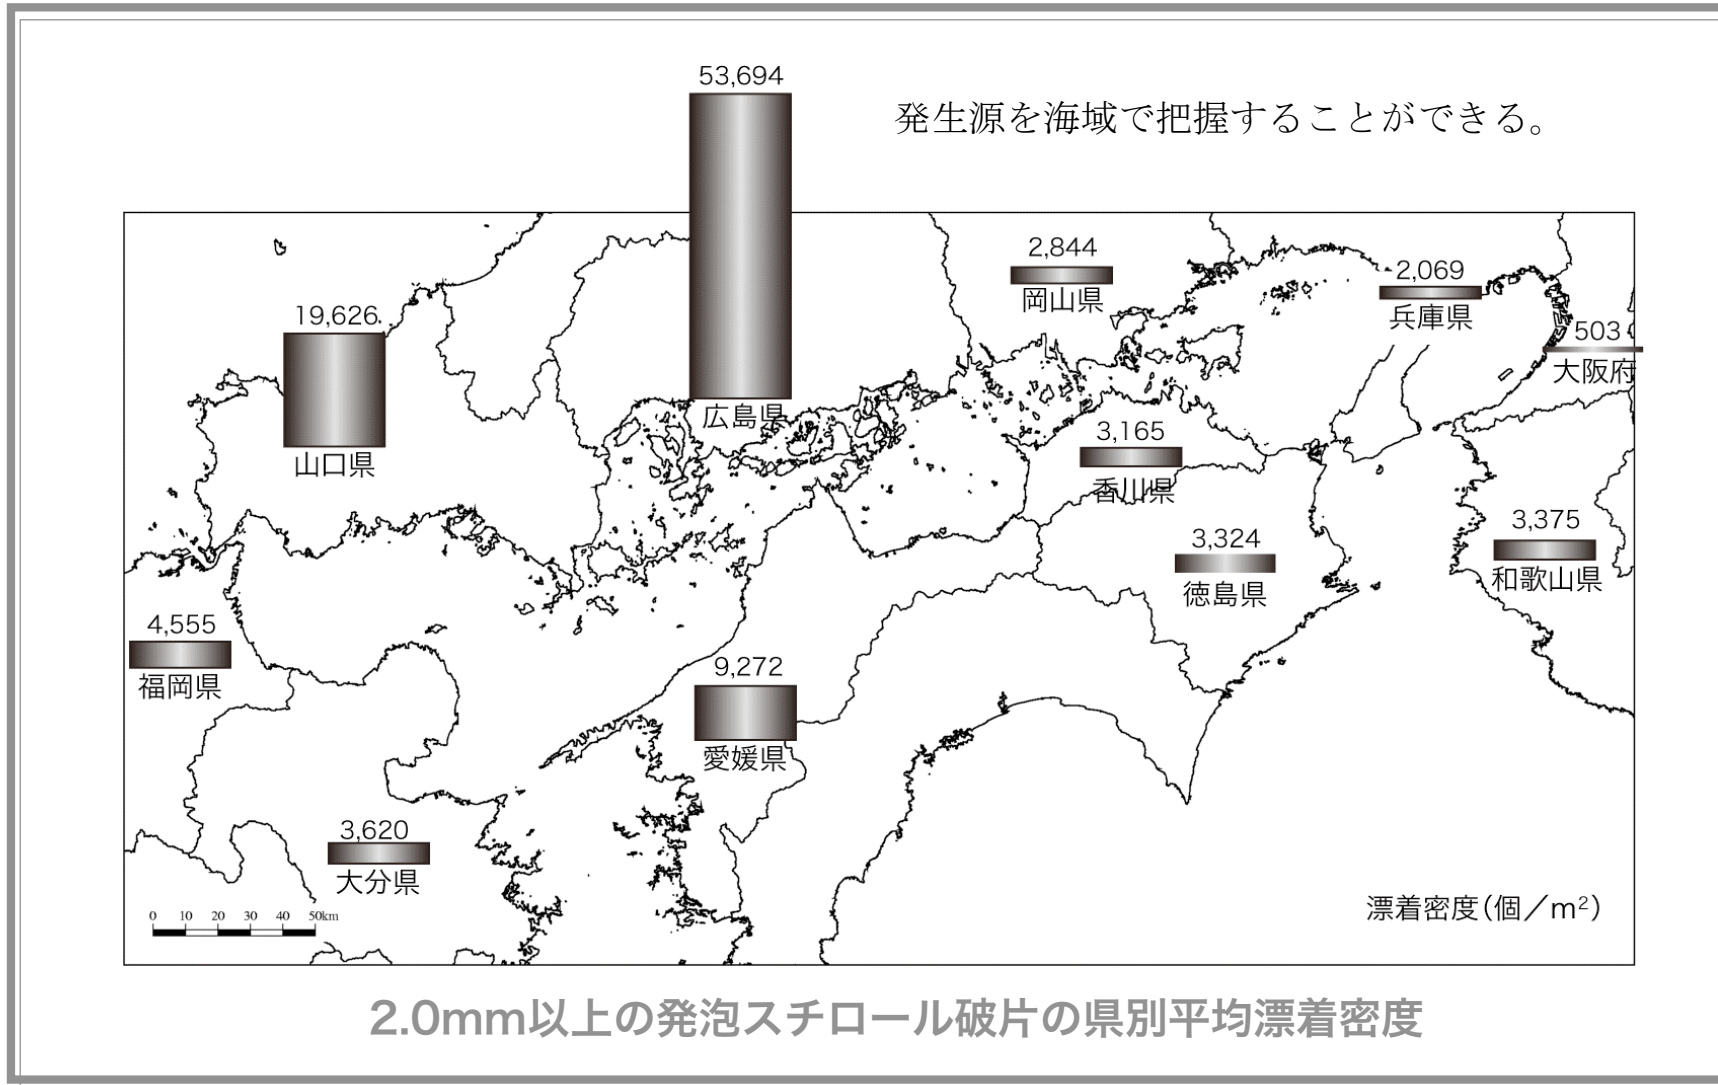 53,694
発生源を海域で把握することができる。
2,844
岡山県
2,069
兵庫県
19,626
503
大阪府
広島県
3,165
山口県
香川県
3,375
3,324
和歌山県
徳島県
4,555
9,272
福岡県
愛媛県
3,620
大分県
漂着密度(個／m²)
0 10 20 30 40 50km
2.0mm以上の発泡スチロール破片の県別平均漂着密度